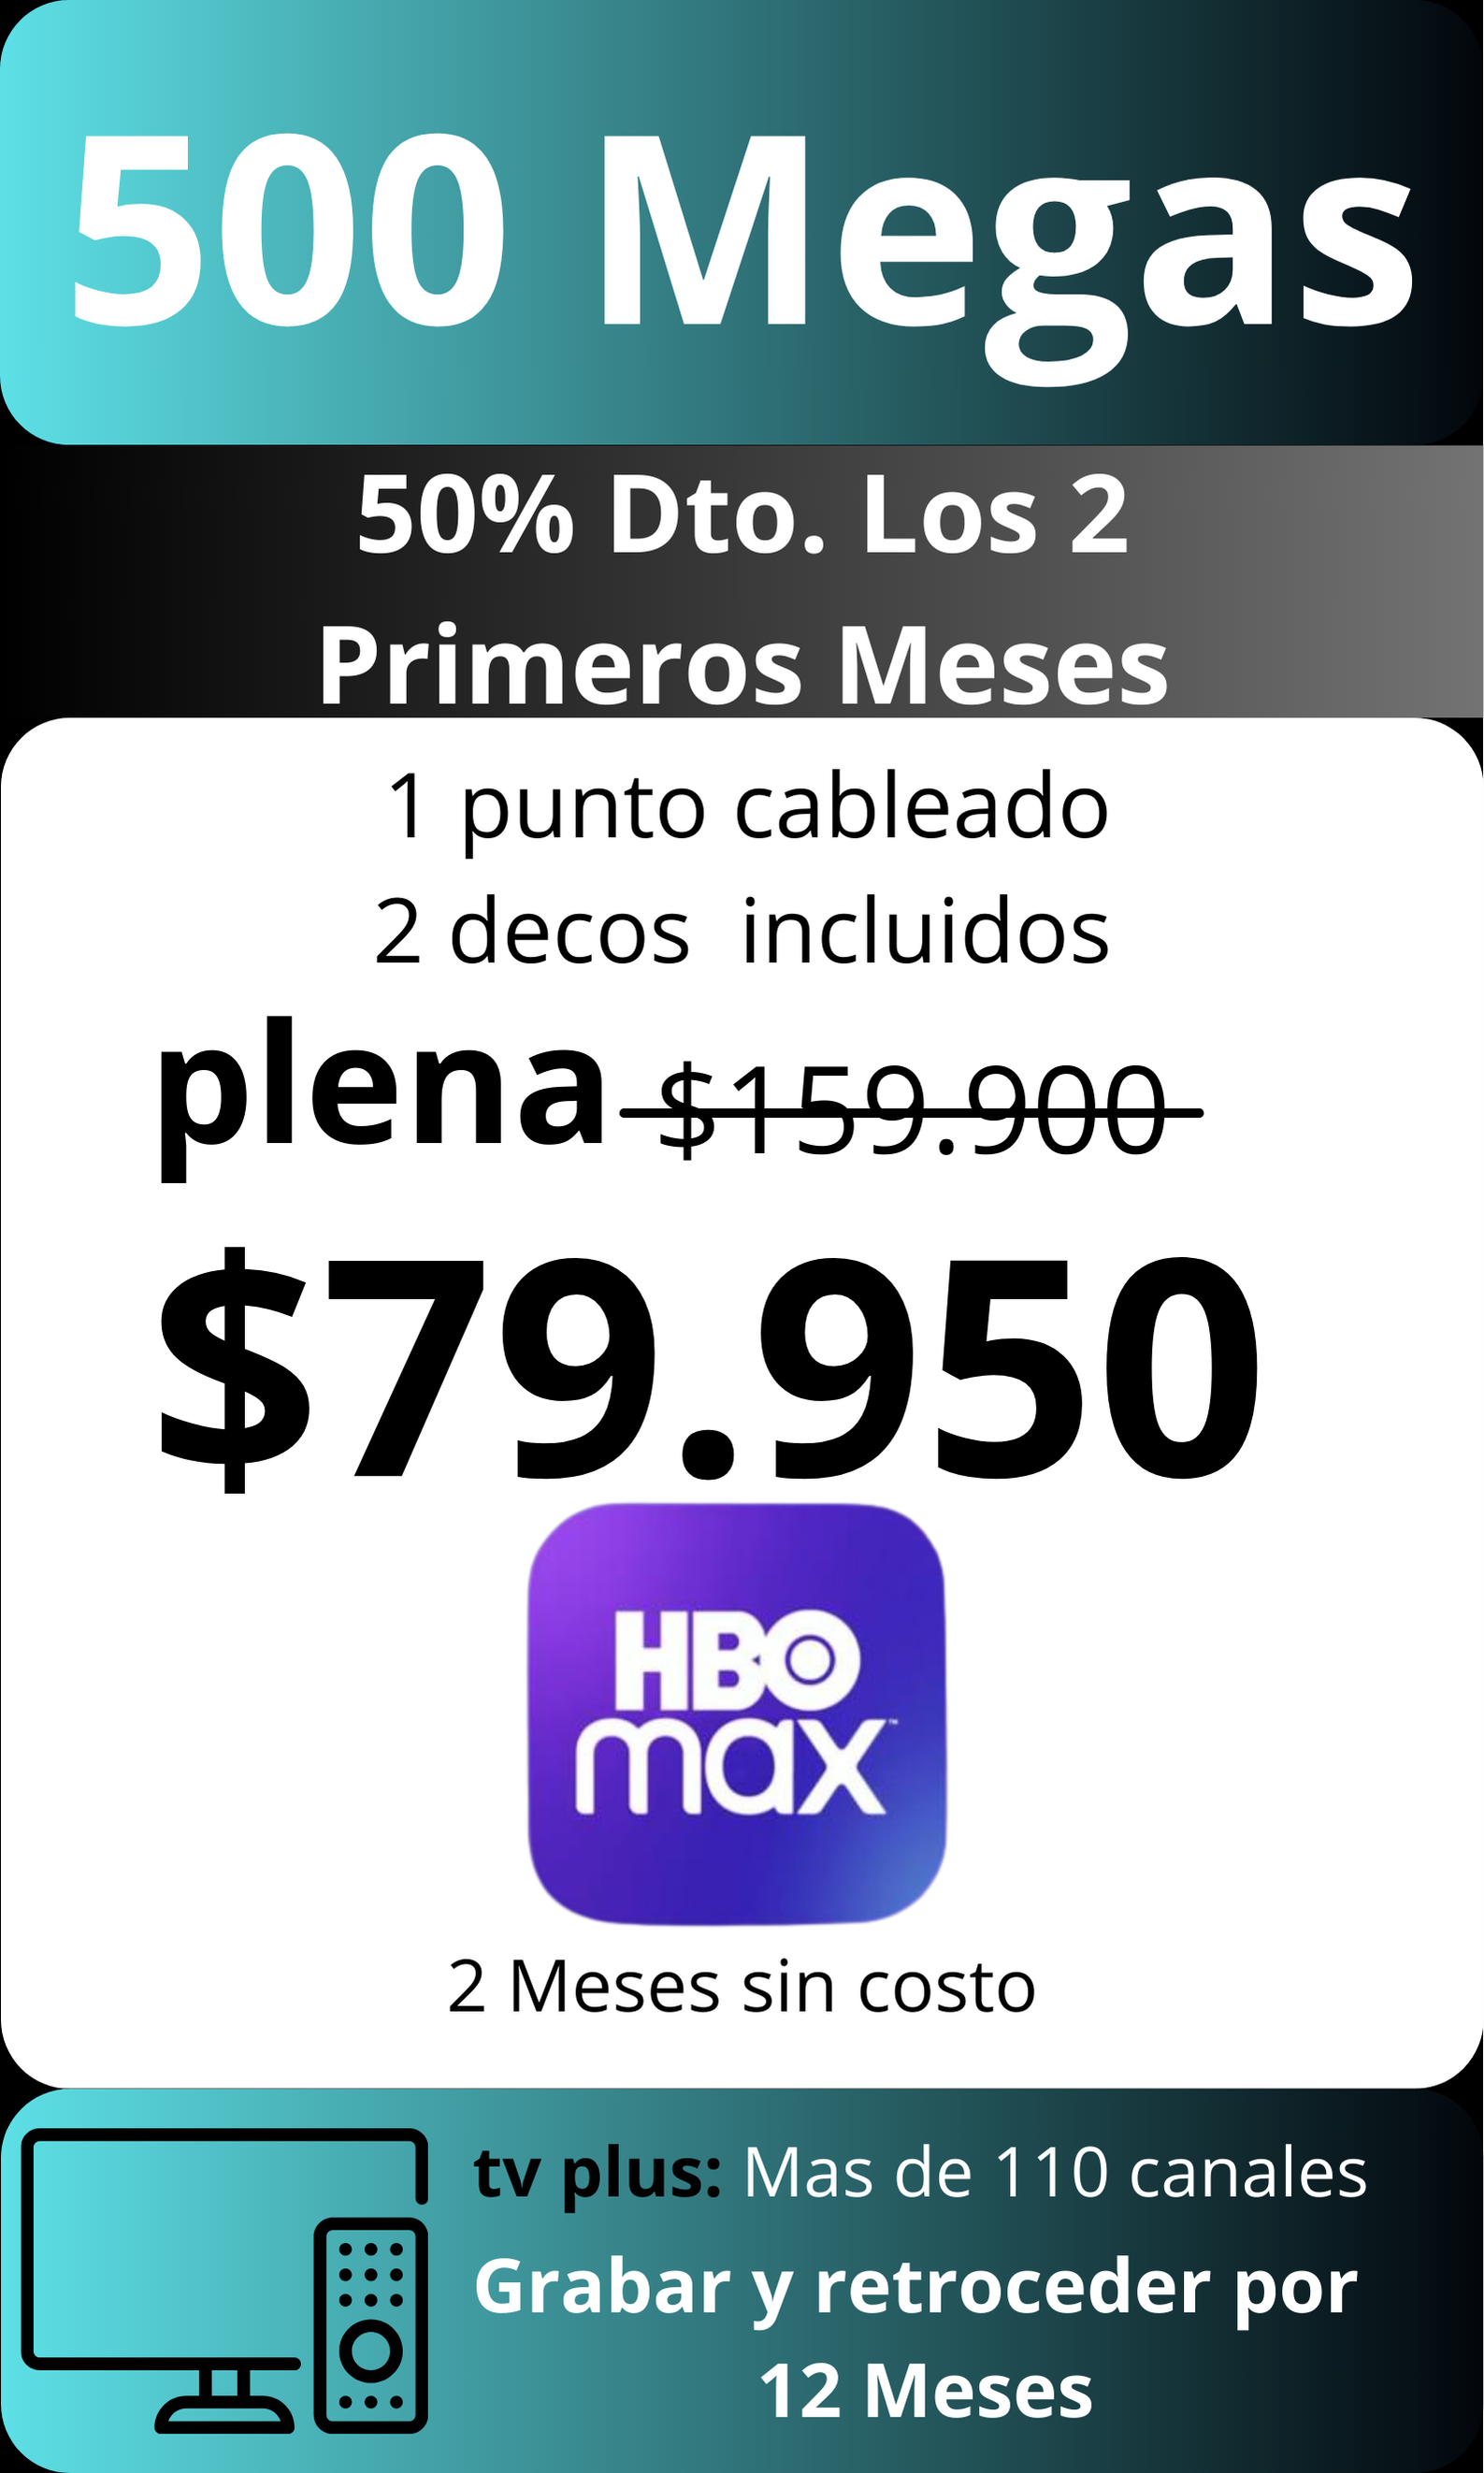 500 Megas
50% Dto. Los 2
Primeros Meses
1 punto cableado
2 decos incluidos
plena $159.900
$79.950
HBO
max™
2 Meses sin costo
tv plus: Mas de 110 canales
Grabar y retroceder por
12 Meses